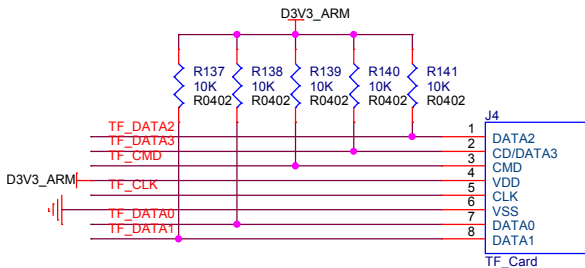 D3V3_ARM
R137 R138 R139 R140 R141
10K 10K 10K 10K 10K
R0402 R0402 R0402 R0402 R0402
J4
TF_DATA2 1 DATA2
TF_DATA3 2 CD/DATA3
TF_CMD 3 CMD
D3V3_ARM 4 VDD
TF_CLK 5 CLK
6 VSS
TF_DATA0 7 DATA0
TF_DATA1 8 DATA1
TF_Card